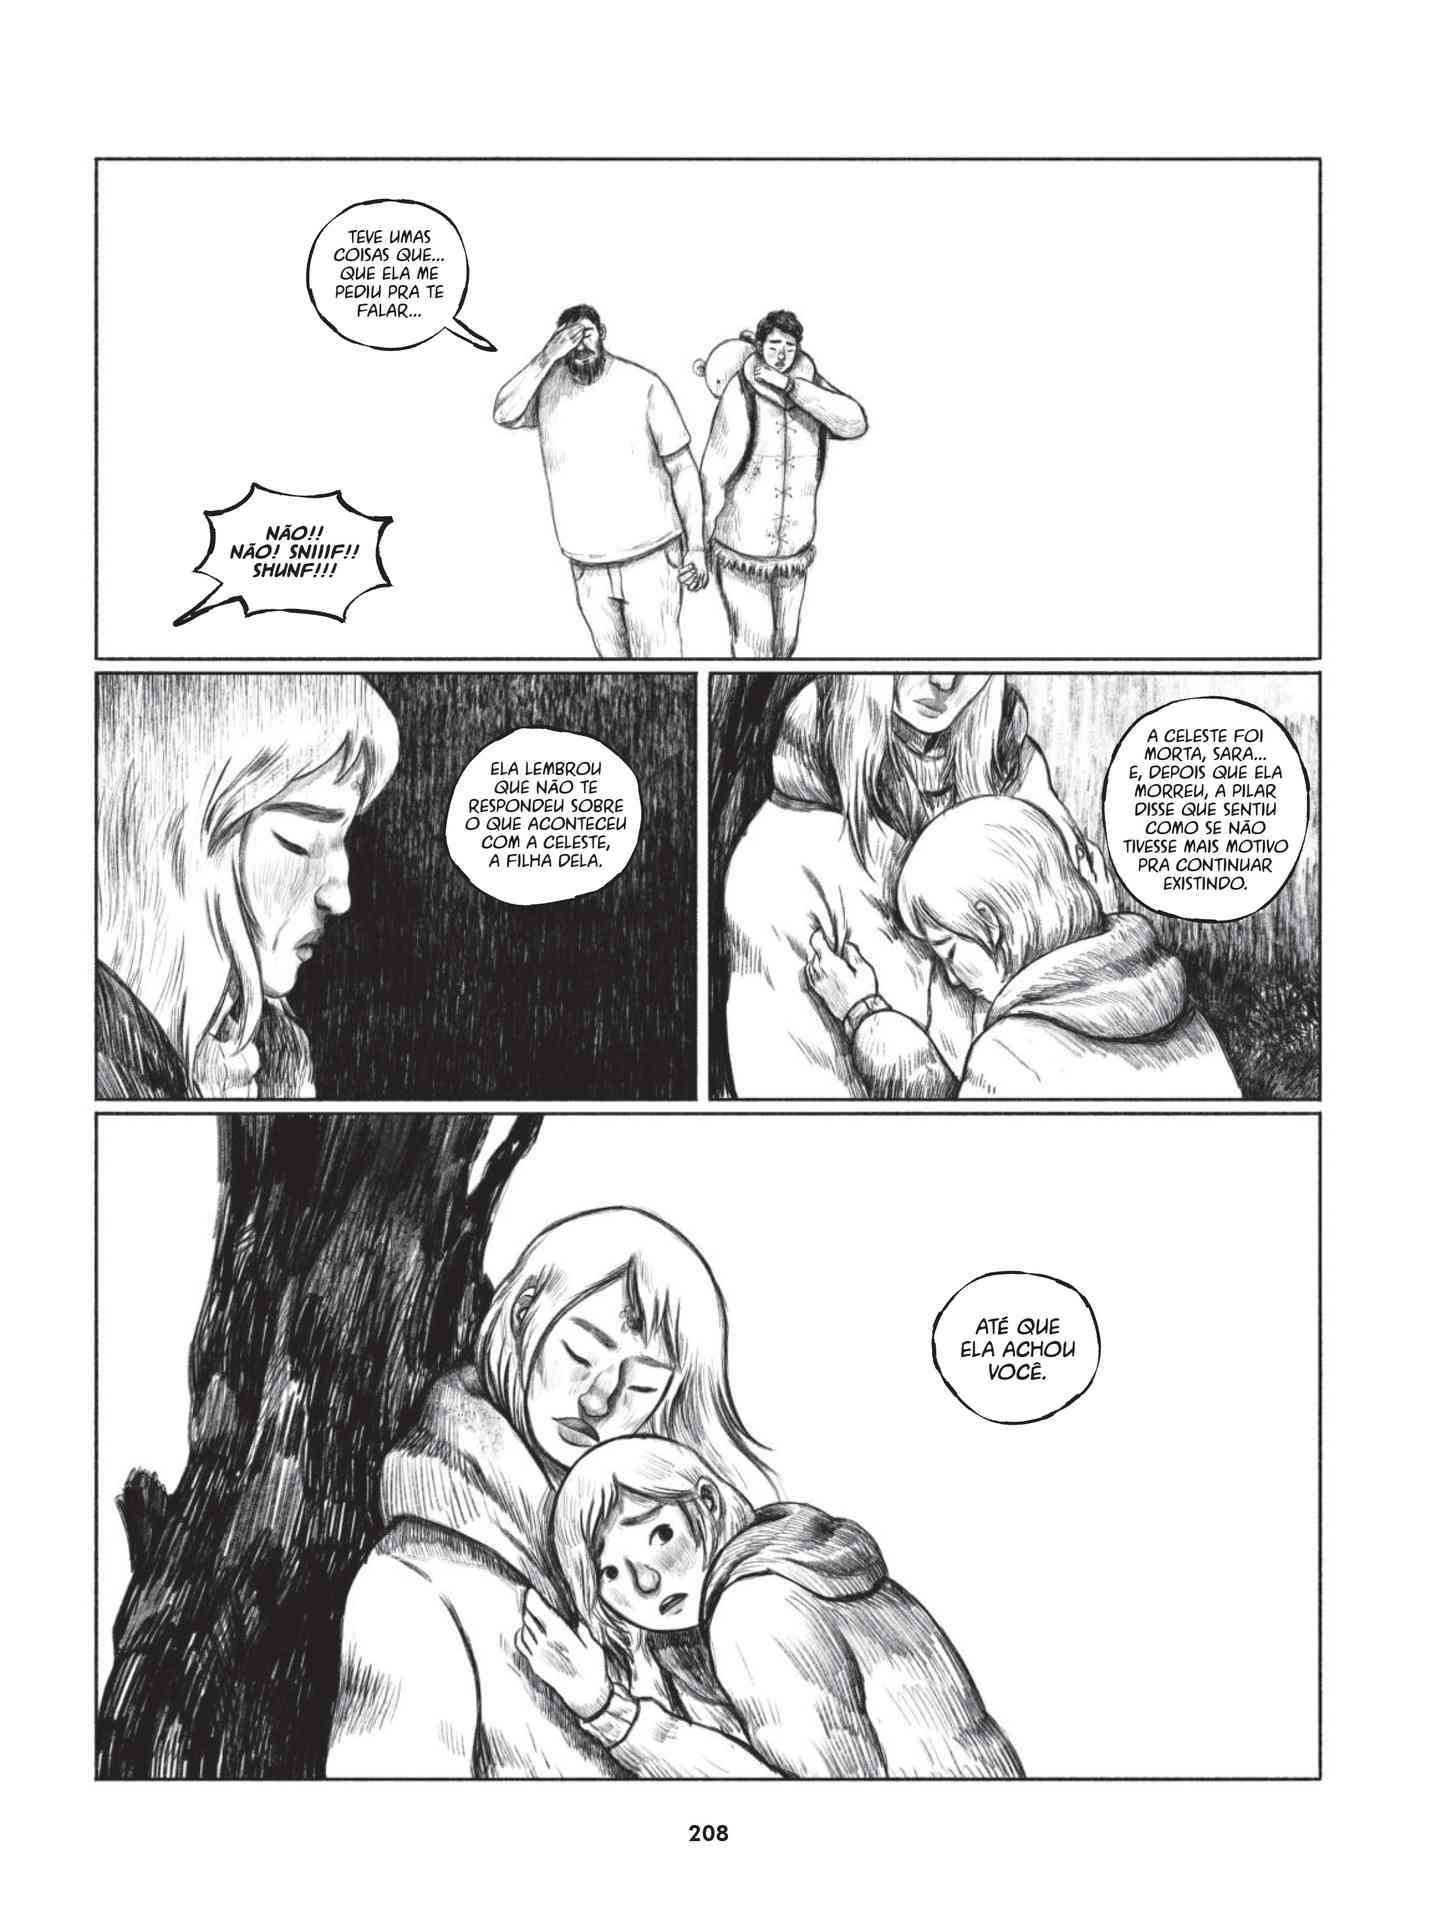 TEVE UMAS
COISAS QUE...
QUE ELA ME
PEDIU PRA TE
FALAR...
NÃO!!
NÃO! SNIIIF!!
SHUNF!!!
ELA LEMBROU
QUE NÃO TE
RESPONDEU SOBRE
O QUE ACONTECEU
COM A CELESTE,
A FILHA DELA.
A CELESTE FOI
MORTA, SARA...
E, DEPOIS QUE ELA
MORREU, A PILAR
DISSE QUE SENTIU
COMO SE NÃO
TIVESSE MAIS MOTIVO
PRA CONTINUAR
EXISTINDO.
ATÉ QUE
ELA ACHOU
VOCÊ.
208